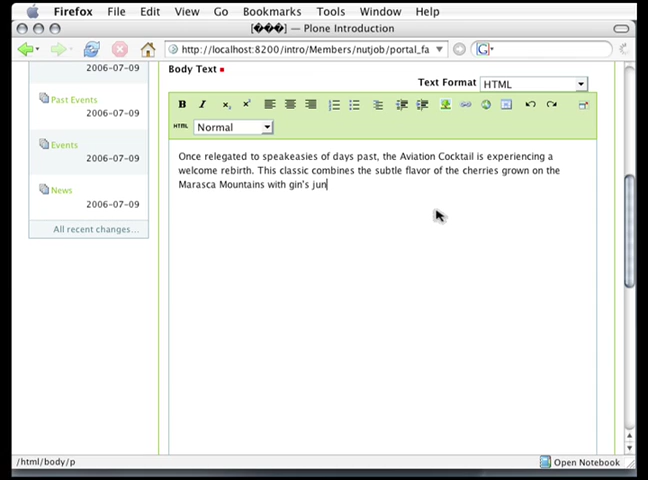 Firefox File Edit View Go Bookmarks Tools Window Help
[���] — Plone Introduction
http://localhost:8200/intro/Members/nutjob/portal_fa
G
2006-07-09
Past Events
2006-07-09
Events
2006-07-09
News
2006-07-09
All recent changes...
Body Text
Text Format HTML
B I
HTML Normal
Once relegated to speakeasies of days past, the Aviation Cocktail is experiencing a
welcome rebirth. This classic combines the subtle flavor of the cherries grown on the
Marasca Mountains with gin's jun
/html/body/p
Open Notebook